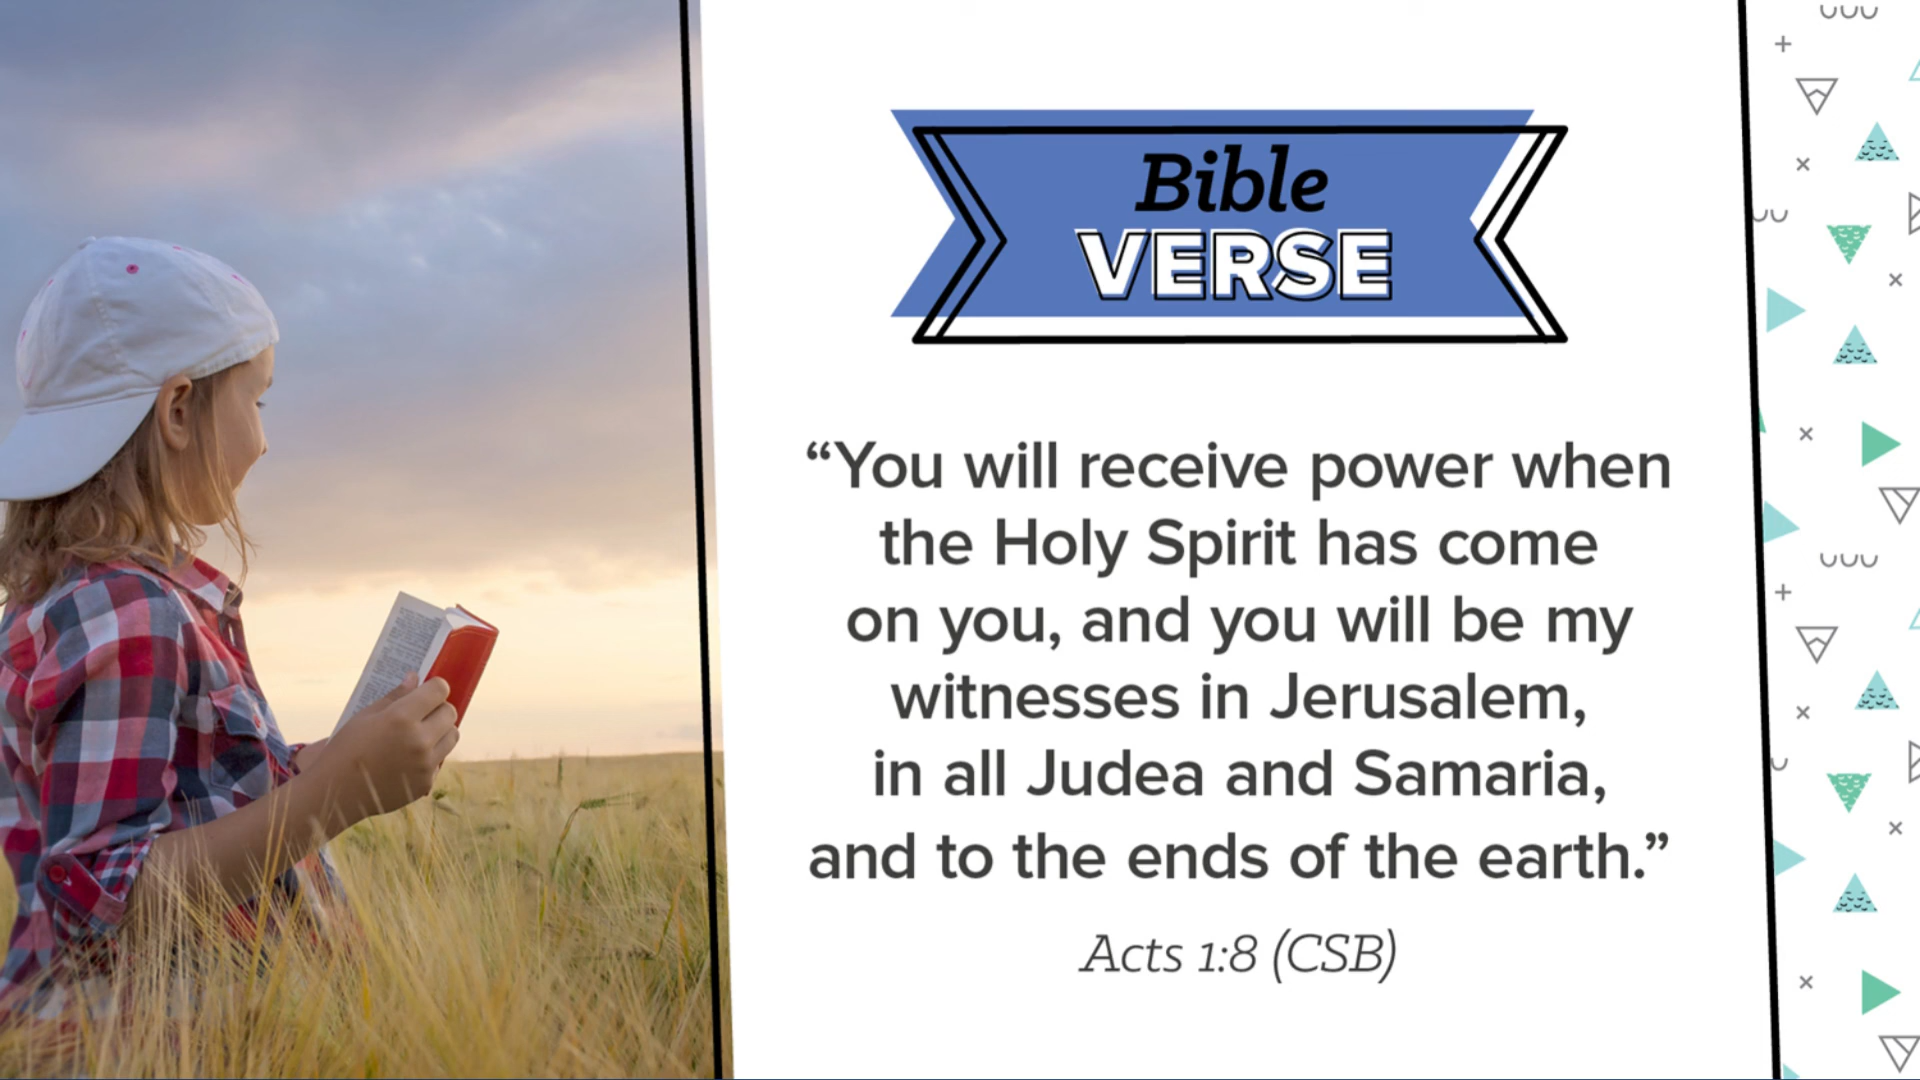 Bible
VERSE
“You will receive power when
the Holy Spirit has come
on you, and you will be my
witnesses in Jerusalem,
in all Judea and Samaria,
and to the ends of the earth.”
Acts 1:8 (CSB)